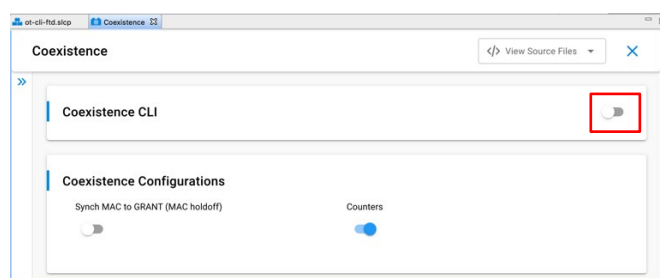 ot-cli-ftd.slcp Coexistence
Coexistence
</> View Source Files
Coexistence CLI
Coexistence Configurations
Synch MAC to GRANT (MAC holdoff) Counters